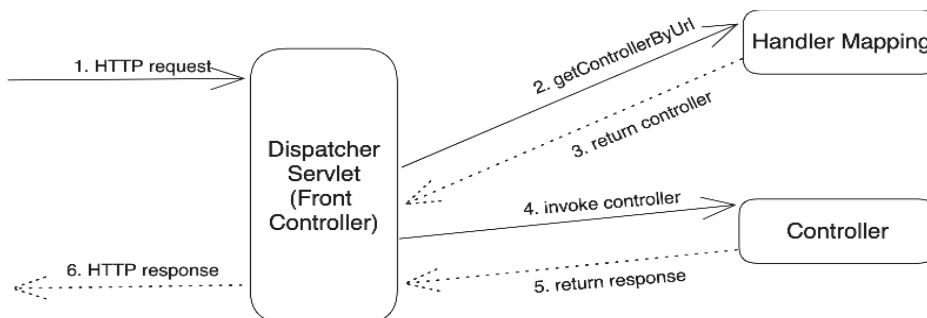 1. HTTP request
Dispatcher
Servlet
(Front
Controller)
2. getControllerByUrl
Handler Mapping
3. return controller
4. invoke controller
Controller
5. return response
6. HTTP response